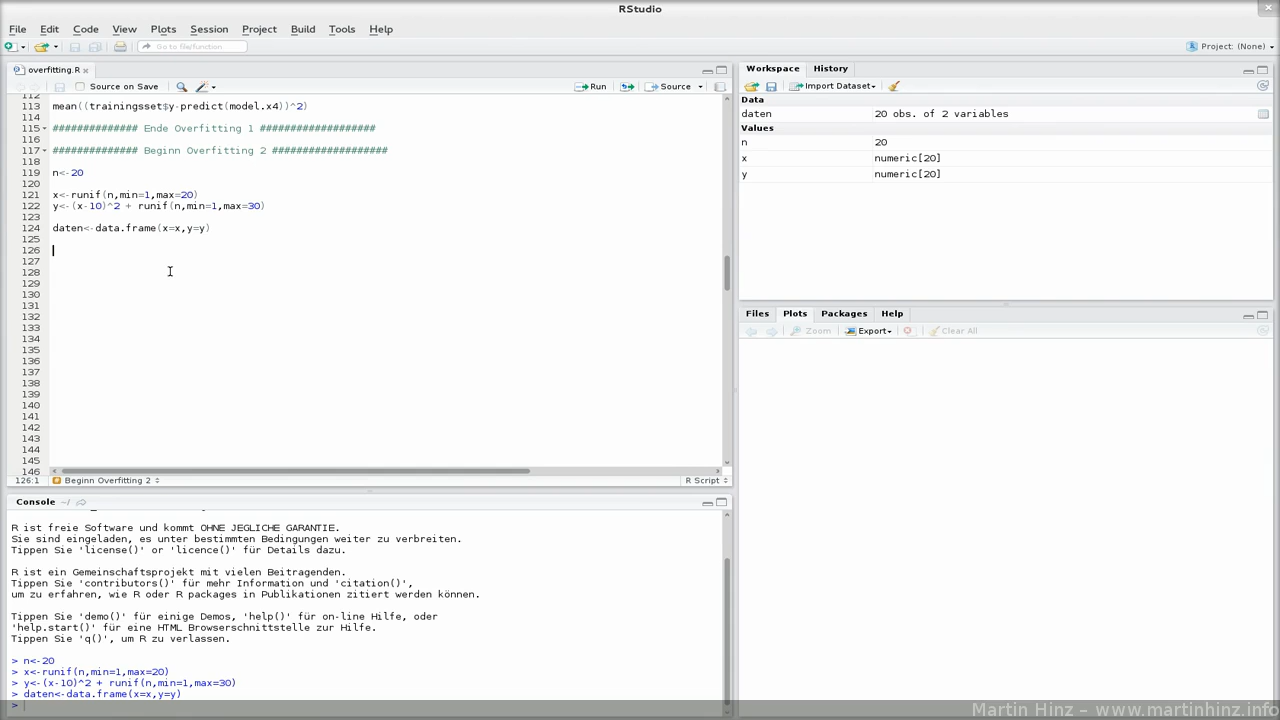 RStudio
File Edit Code View Plots Session Project Build Tools Help
Go to file/function
Project: (None)
overfitting.R
Source on Save
Run
Source
112
113 mean((trainingsset$y-predict(model.x4))^2)
114
115 ############## Ende Overfitting 1 ###################
116
117 ############## Beginn Overfitting 2 ###################
118
119 n<-20
120
121 x<-runif(n,min=1,max=20)
122 y<-(x-10)^2 + runif(n,min=1,max=30)
123
124 daten<-data.frame(x=x,y=y)
125
126
127
128
129
130
131
132
133
134
135
136
137
138
139
140
141
142
143
144
145
146
126:1 Beginn Overfitting 2 R Script
Console ~/
R ist freie Software und kommt OHNE JEGLICHE GARANTIE.
Sie sind eingeladen, es unter bestimmten Bedingungen weiter zu verbreiten.
Tippen Sie 'license()' or 'licence()' für Details dazu.
R ist ein Gemeinschaftsprojekt mit vielen Beitragenden.
Tippen Sie 'contributors()' für mehr Information und 'citation()',
um zu erfahren, wie R oder R packages in Publikationen zitiert werden können.
Tippen Sie 'demo()' für einige Demos, 'help()' für on-line Hilfe, oder
'help.start()' für eine HTML Browserschnittstelle zur Hilfe.
Tippen Sie 'q()', um R zu verlassen.
> n<-20
> x<-runif(n,min=1,max=20)
> y<-(x-10)^2 + runif(n,min=1,max=30)
> daten<-data.frame(x=x,y=y)
>
Workspace History
Import Dataset
Data
daten 20 obs. of 2 variables
Values
n 20
x numeric[20]
y numeric[20]
Files Plots Packages Help
Zoom Export Clear All
Martin Hinz - www.martinhinz.info